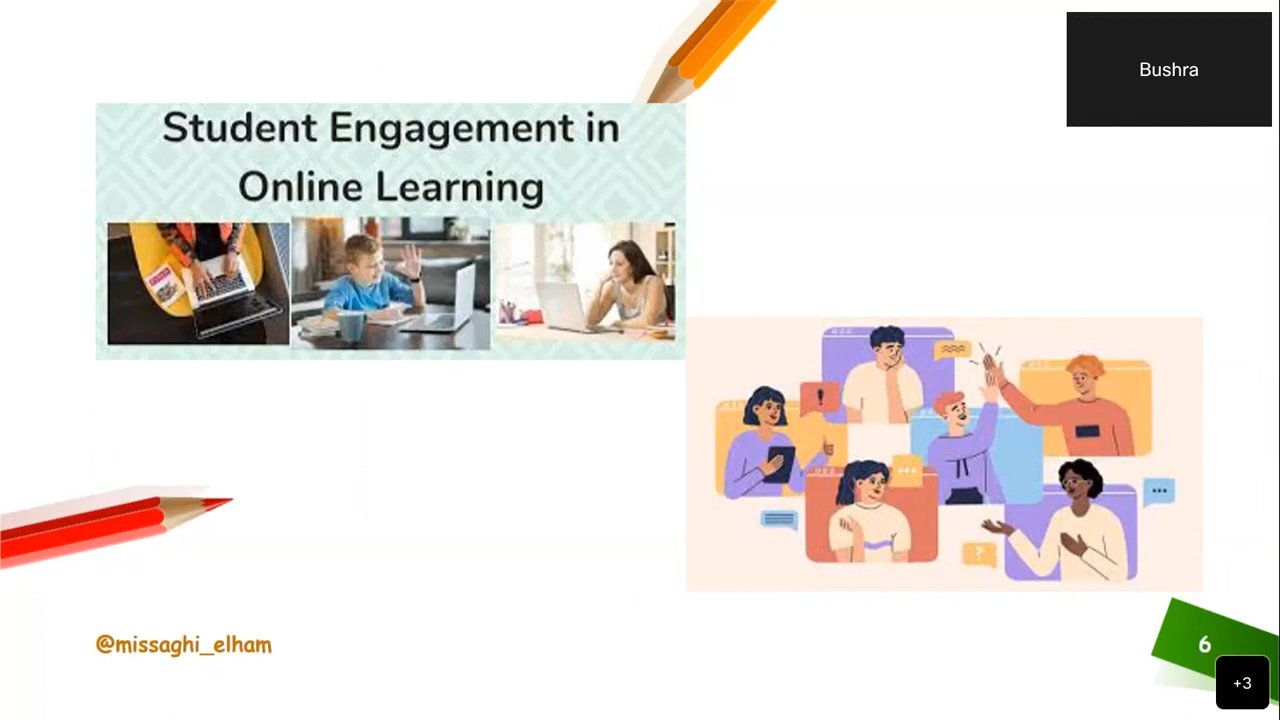 Bushra
Student Engagement in
Online Learning
!
?
@missaghi_elham
6
+3